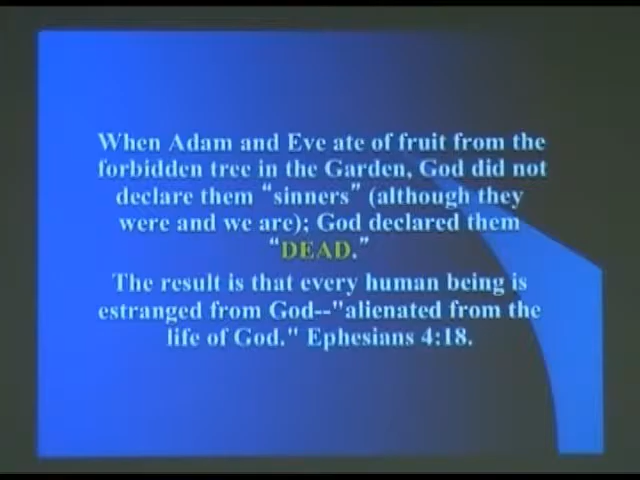 When Adam and Eve ate of fruit from the
forbidden tree in the Garden, God did not
declare them “sinners” (although they
were and we are); God declared them
“DEAD.”
The result is that every human being is
estranged from God--"alienated from the
life of God." Ephesians 4:18.